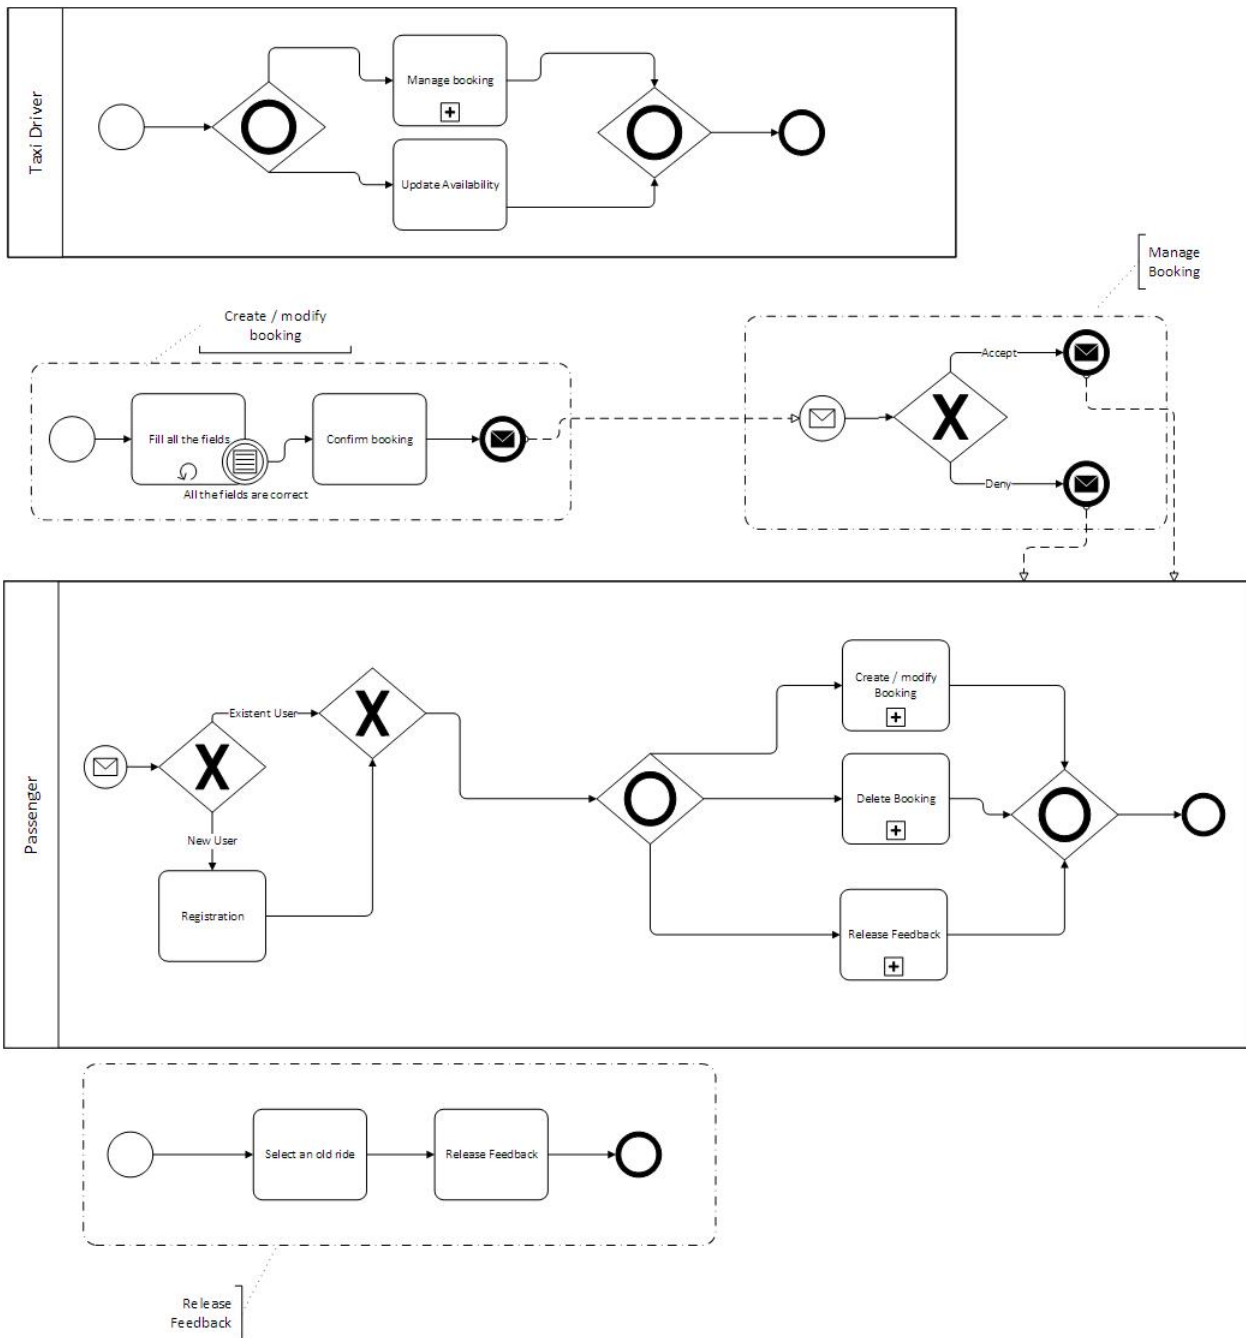 Taxi Driver
Manage booking
Update Availability
Manage
Booking
Create / modify
booking
Accept
Fill all the fields
Confirm booking
Deny
All the fields are correct
Passenger
Create / modify
Booking
Existent User
Delete Booking
New User
Registration
Release Feedback
Select an old ride
Release Feedback
Release
Feedback